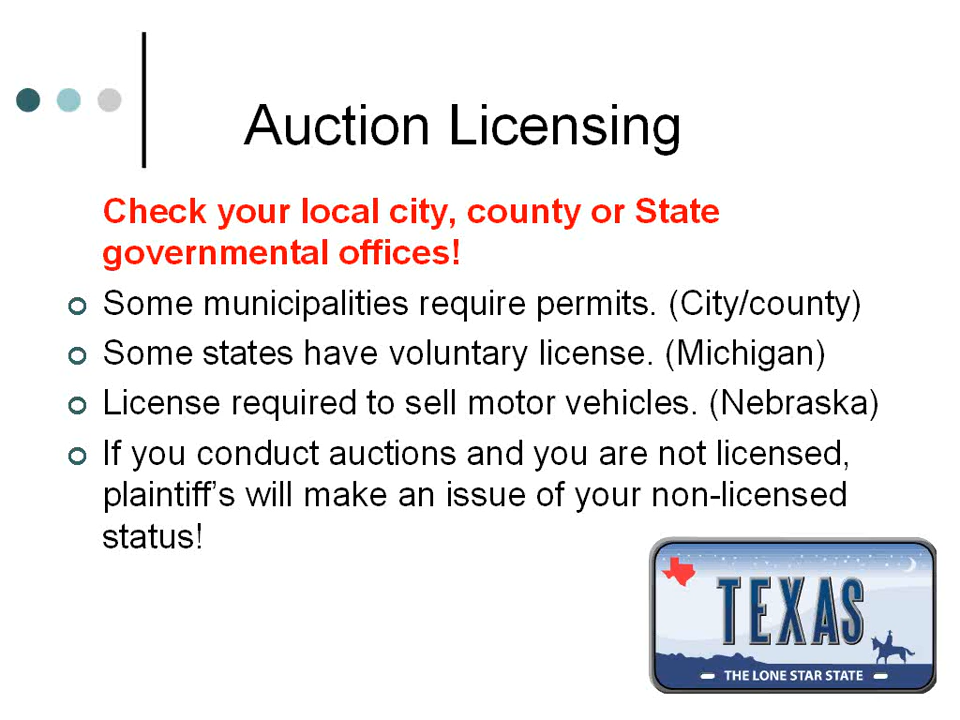 Auction Licensing
Check your local city, county or State
governmental offices!
Some municipalities require permits. (City/county)
Some states have voluntary license. (Michigan)
License required to sell motor vehicles. (Nebraska)
If you conduct auctions and you are not licensed,
plaintiff's will make an issue of your non-licensed
status!
TEXAS
THE LONE STAR STATE